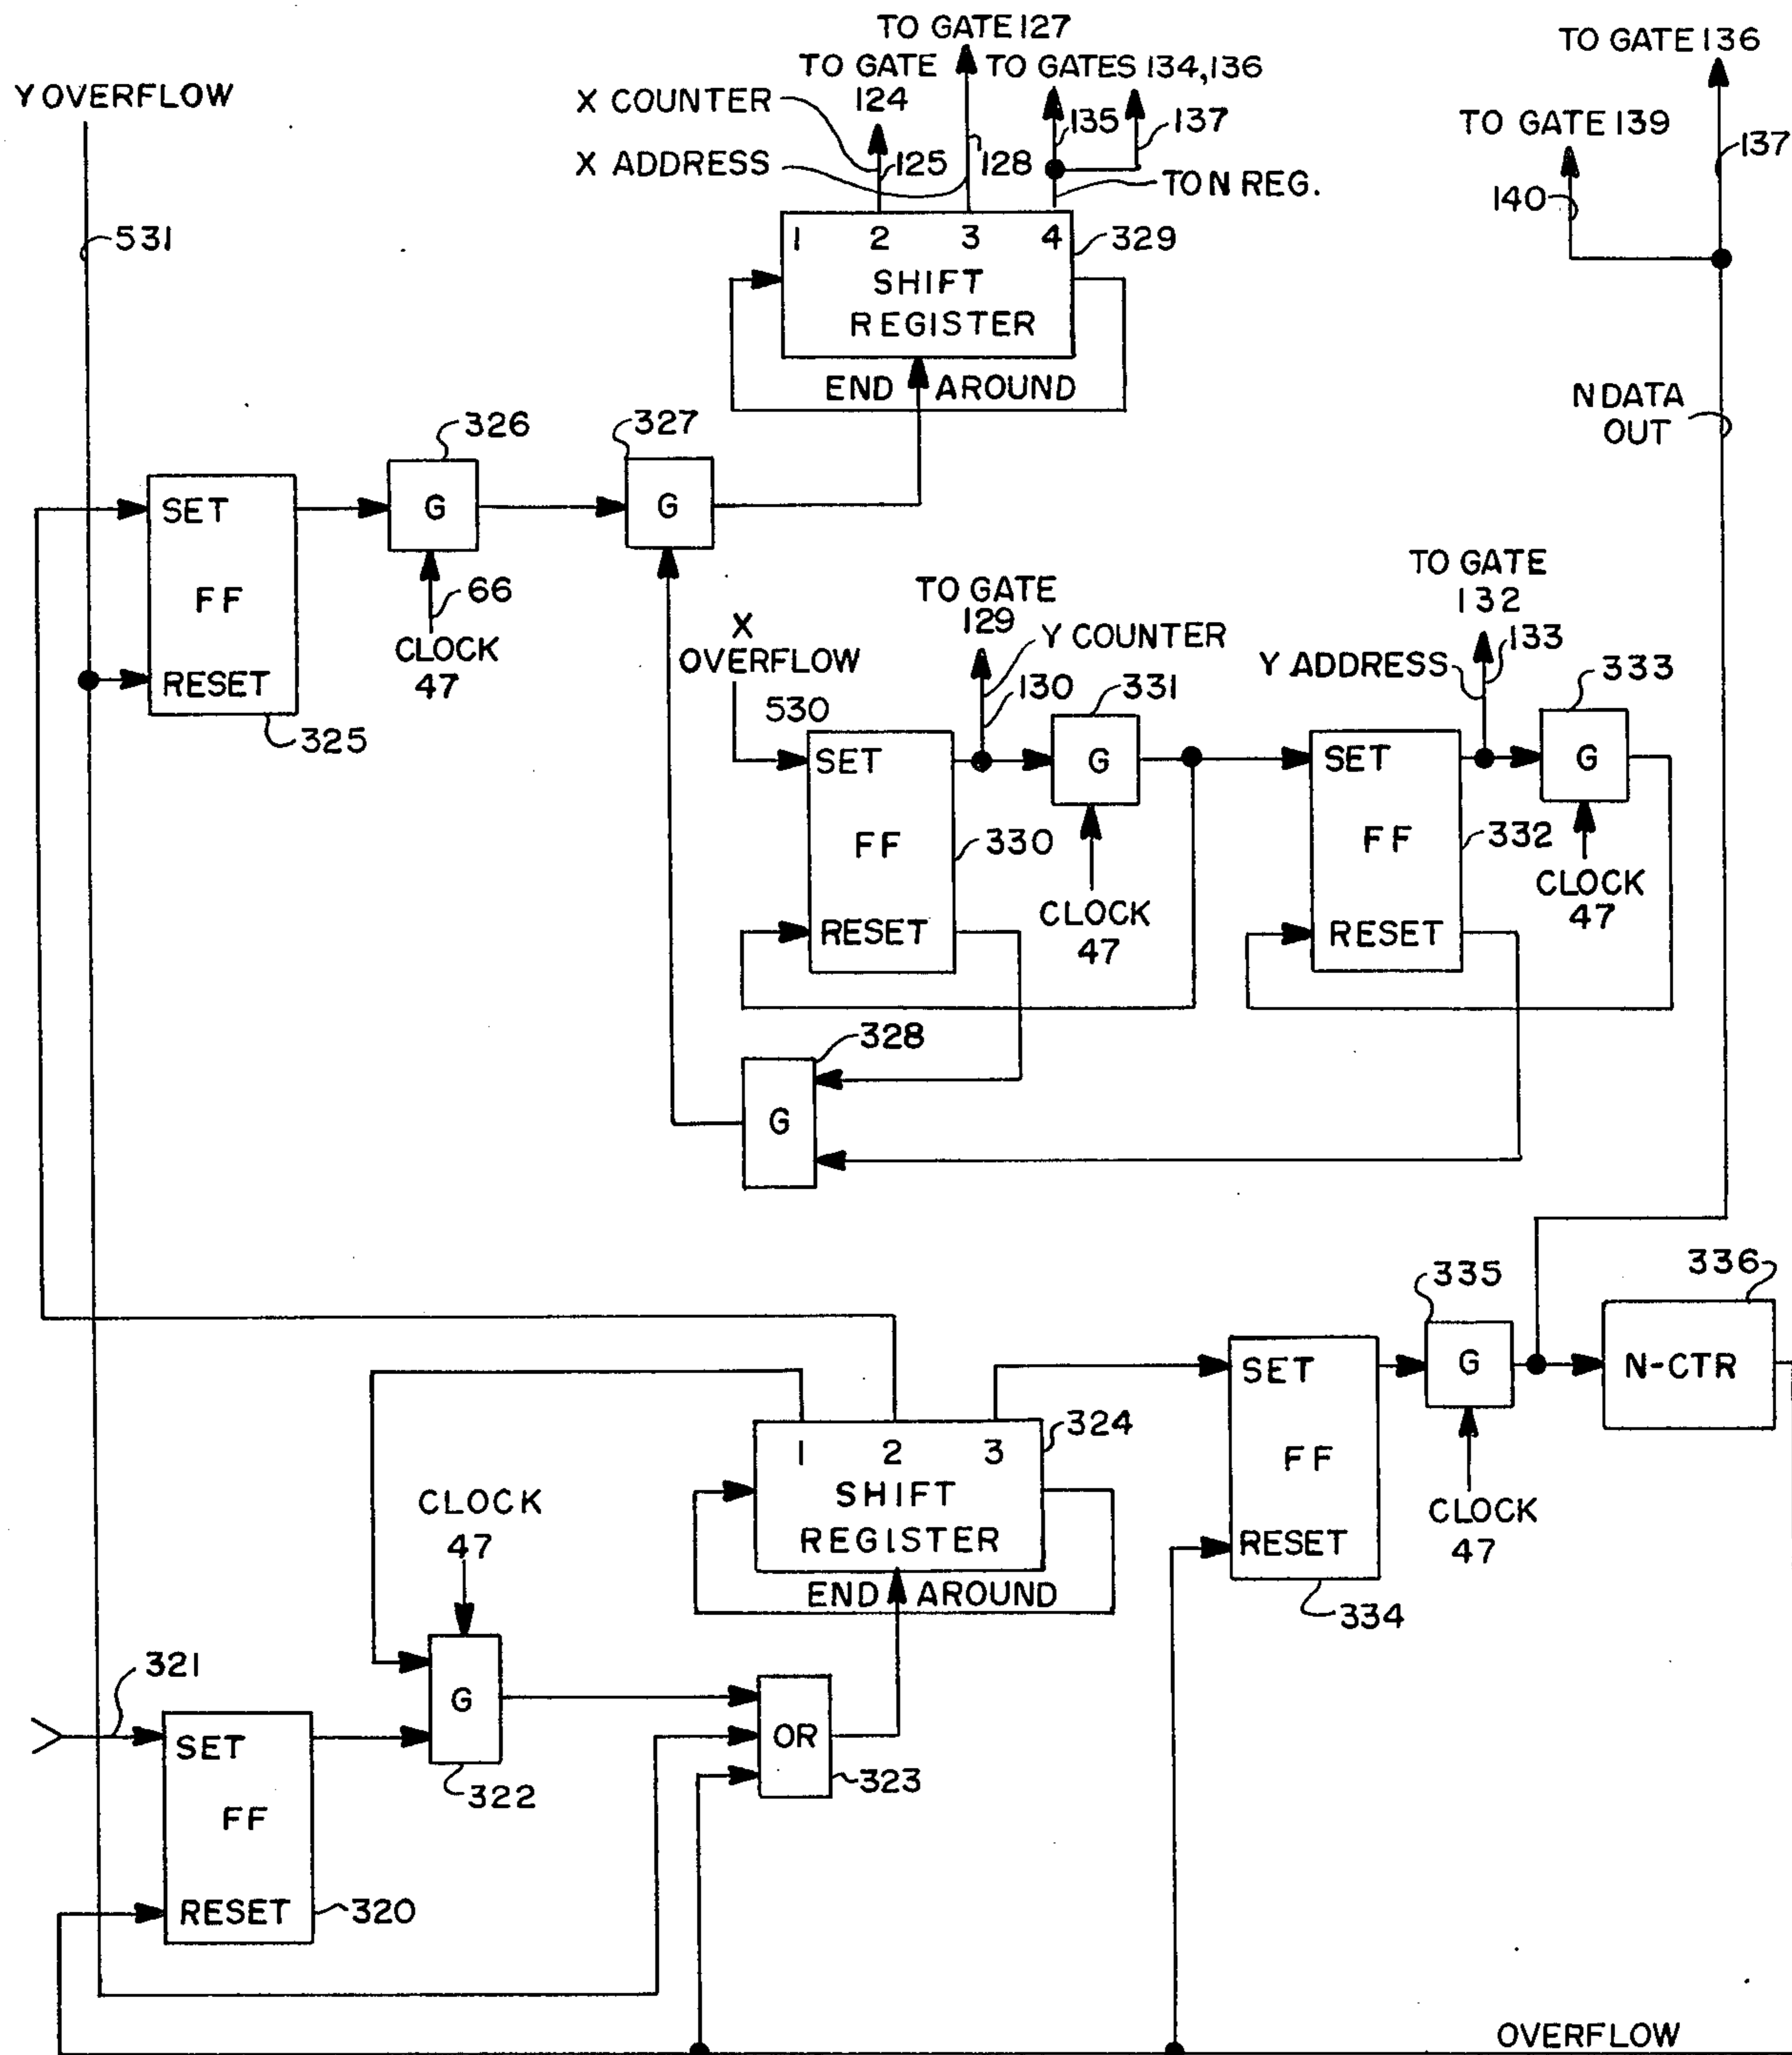 TO GATE 127
TO GATE 136
TO GATE
124
TO GATES 134,136
Y OVERFLOW
X COUNTER
135
137
TO GATE 139
137
X ADDRESS
125
128
TO N REG.
140
531
1 2 3 4
329
SHIFT
REGISTER
END AROUND
N DATA
OUT
326
327
SET
G
G
FF
66
TO GATE
129
TO GATE
132
CLOCK
47
X
OVERFLOW
Y COUNTER
Y ADDRESS
133
333
RESET
530
130
331
325
SET
G
SET
G
FF
330
FF
332
CLOCK
47
CLOCK
47
RESET
RESET
328
G
335
336
SET
G
N-CTR
1 2 3
324
FF
CLOCK
47
SHIFT
REGISTER
CLOCK
47
RESET
END AROUND
334
321
G
SET
OR
322
323
FF
RESET
320
OVERFLOW